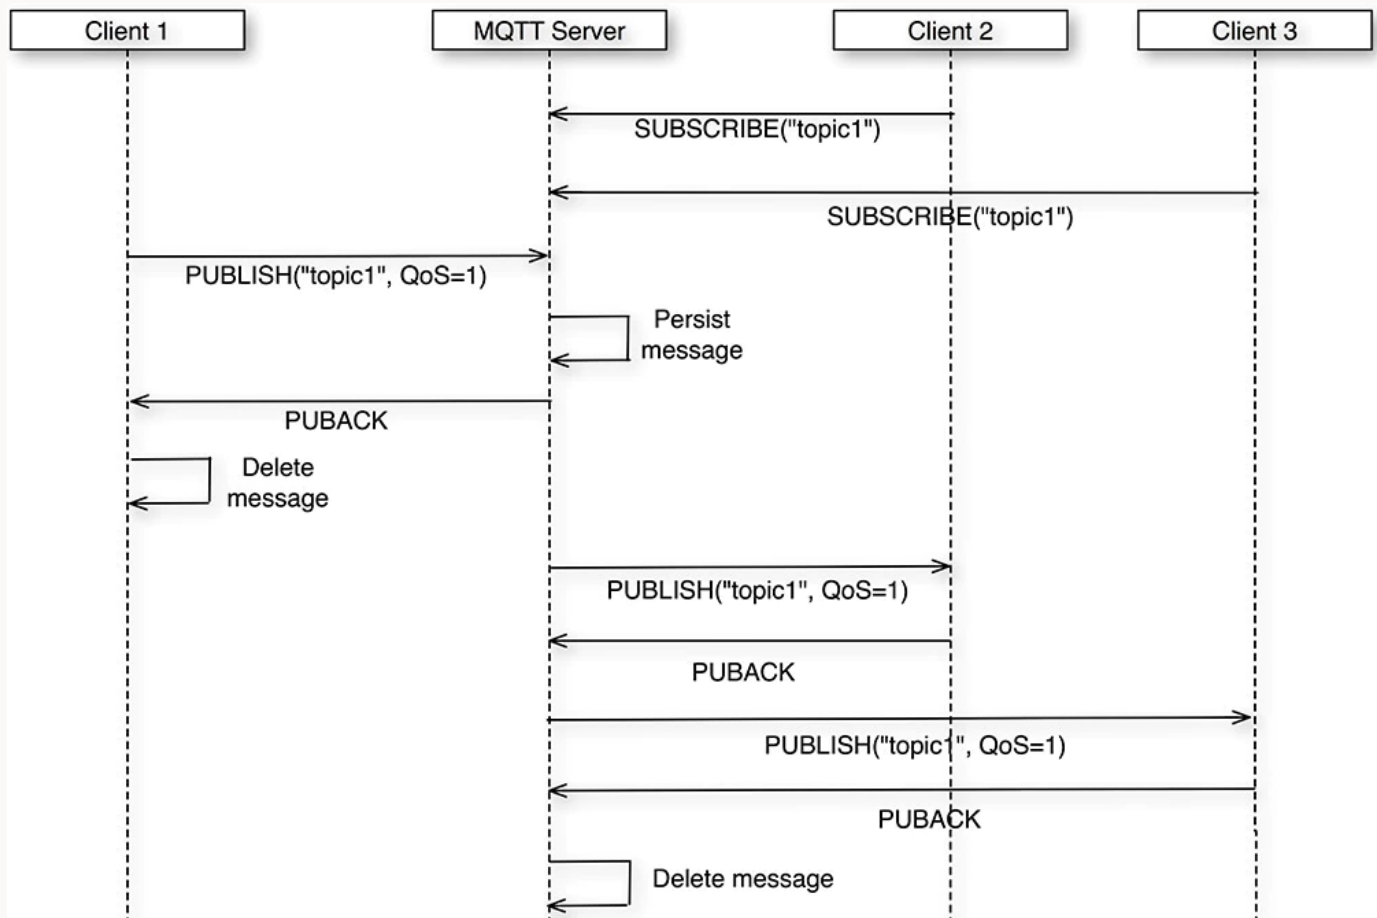 Client 1
MQTT Server
Client 2
Client 3
SUBSCRIBE("topic1")
SUBSCRIBE("topic1")
PUBLISH("topic1", QoS=1)
Persist
message
PUBACK
Delete
message
PUBLISH("topic1", QoS=1)
PUBACK
PUBLISH("topic1", QoS=1)
PUBACK
Delete message